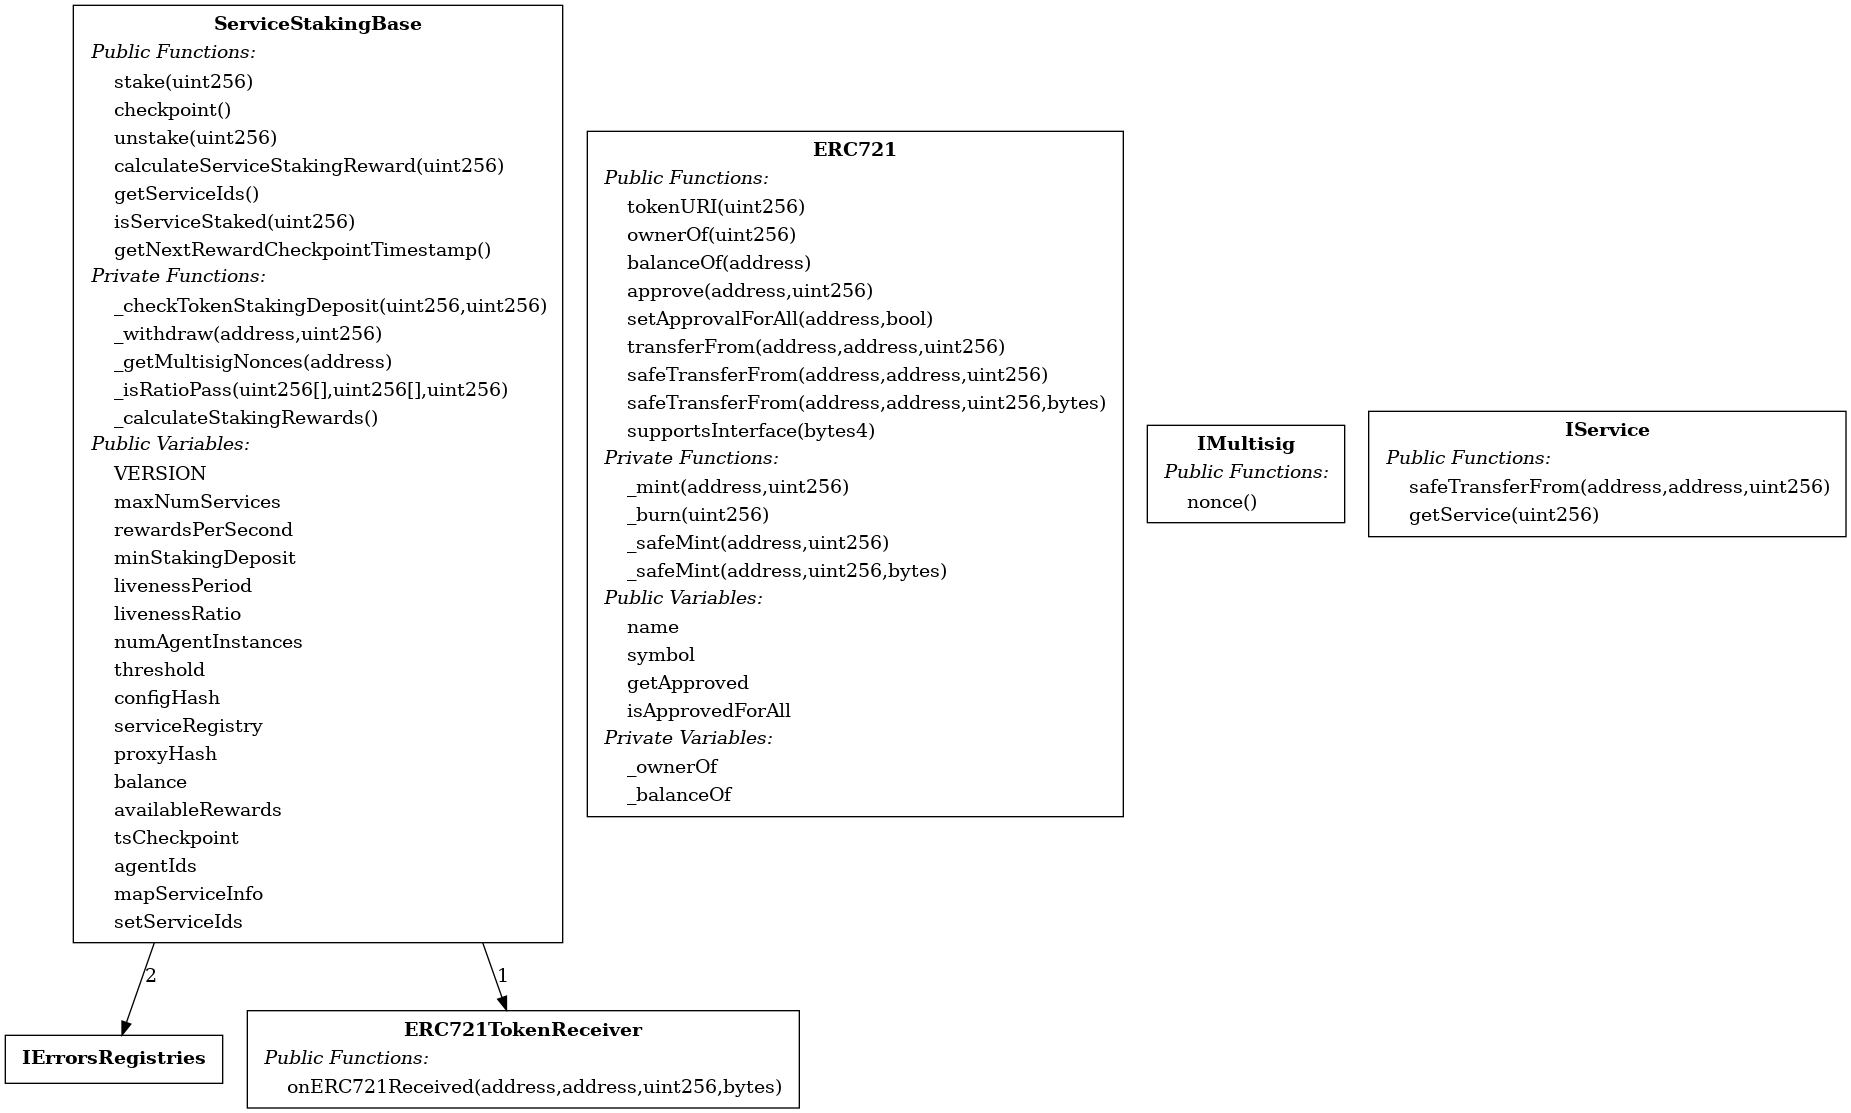 ServiceStakingBase
Public Functions:
stake(uint256)
checkpoint()
unstake(uint256)
calculateServiceStakingReward(uint256)
getServiceIds()
isServiceStaked(uint256)
getNextRewardCheckpointTimestamp()
Private Functions:
_checkTokenStakingDeposit(uint256,uint256)
_withdraw(address,uint256)
_getMultisigNonces(address)
_isRatioPass(uint256[],uint256[],uint256)
_calculateStakingRewards()
Public Variables:
VERSION
maxNumServices
rewardsPerSecond
minStakingDeposit
livenessPeriod
livenessRatio
numAgentInstances
threshold
configHash
serviceRegistry
proxyHash
balance
availableRewards
tsCheckpoint
agentIds
mapServiceInfo
setServiceIds
ERC721
Public Functions:
tokenURI(uint256)
ownerOf(uint256)
balanceOf(address)
approve(address,uint256)
setApprovalForAll(address,bool)
transferFrom(address,address,uint256)
safeTransferFrom(address,address,uint256)
safeTransferFrom(address,address,uint256,bytes)
supportsInterface(bytes4)
Private Functions:
_mint(address,uint256)
_burn(uint256)
_safeMint(address,uint256)
_safeMint(address,uint256,bytes)
Public Variables:
name
symbol
getApproved
isApprovedForAll
Private Variables:
_ownerOf
_balanceOf
IMultisig
Public Functions:
nonce()
IService
Public Functions:
safeTransferFrom(address,address,uint256)
getService(uint256)
2
1
IErrorsRegistries
ERC721TokenReceiver
Public Functions:
onERC721Received(address,address,uint256,bytes)